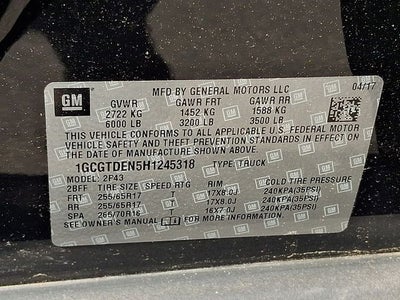 MFD BY GENERAL MOTORS LLC 04/17
GM GVWR GAWR FRT GAWR RR
2722 KG 1452 KG 1588 KG
6000 LB 3200 LB 3500 LB
THIS VEHICLE CONFORMS TO ALL APPLICABLE U.S. FEDERAL MOTOR
VEHICLE SAFETY AND THEFT PREVENTION STANDARDS IN EFFECT ON
THE DATE OF MANUFACTURE SHOWN ABOVE.
1GCGTDEN5H1245318 TYPE: TRUCK
MODEL: 2P43
2BFF TIRE SIZE SPEED RTG RIM COLD TIRE PRESSURE
FRT 255/65R17 17X8.0J 240KPA(35PSI)
RR 255/65R17 17X8.0J 240KPA(35PSI)
SPA 265/70R16 16X7.0J 240KPA(35PSI)
SEE OWNER'S MANUAL FOR MORE INFORMATION.